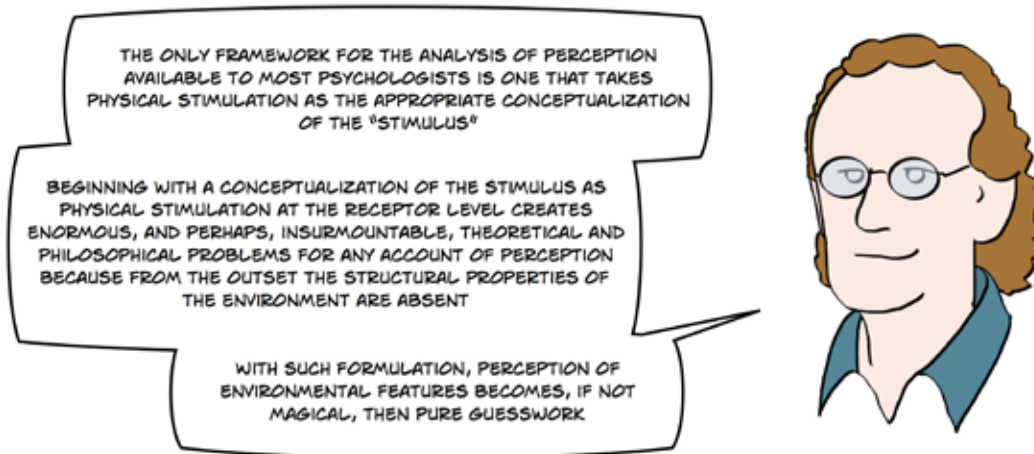 THE ONLY FRAMEWORK FOR THE ANALYSIS OF PERCEPTION
AVAILABLE TO MOST PSYCHOLOGISTS IS ONE THAT TAKES
PHYSICAL STIMULATION AS THE APPROPRIATE CONCEPTUALIZATION
OF THE "STIMULUS"
BEGINNING WITH A CONCEPTUALIZATION OF THE STIMULUS AS
PHYSICAL STIMULATION AT THE RECEPTOR LEVEL CREATES
ENORMOUS, AND PERHAPS, INSURMOUNTABLE, THEORETICAL AND
PHILOSOPHICAL PROBLEMS FOR ANY ACCOUNT OF PERCEPTION
BECAUSE FROM THE OUTSET THE STRUCTURAL PROPERTIES OF
THE ENVIRONMENT ARE ABSENT
WITH SUCH FORMULATION, PERCEPTION OF
ENVIRONMENTAL FEATURES BECOMES, IF NOT
MAGICAL, THEN PURE GUESSWORK